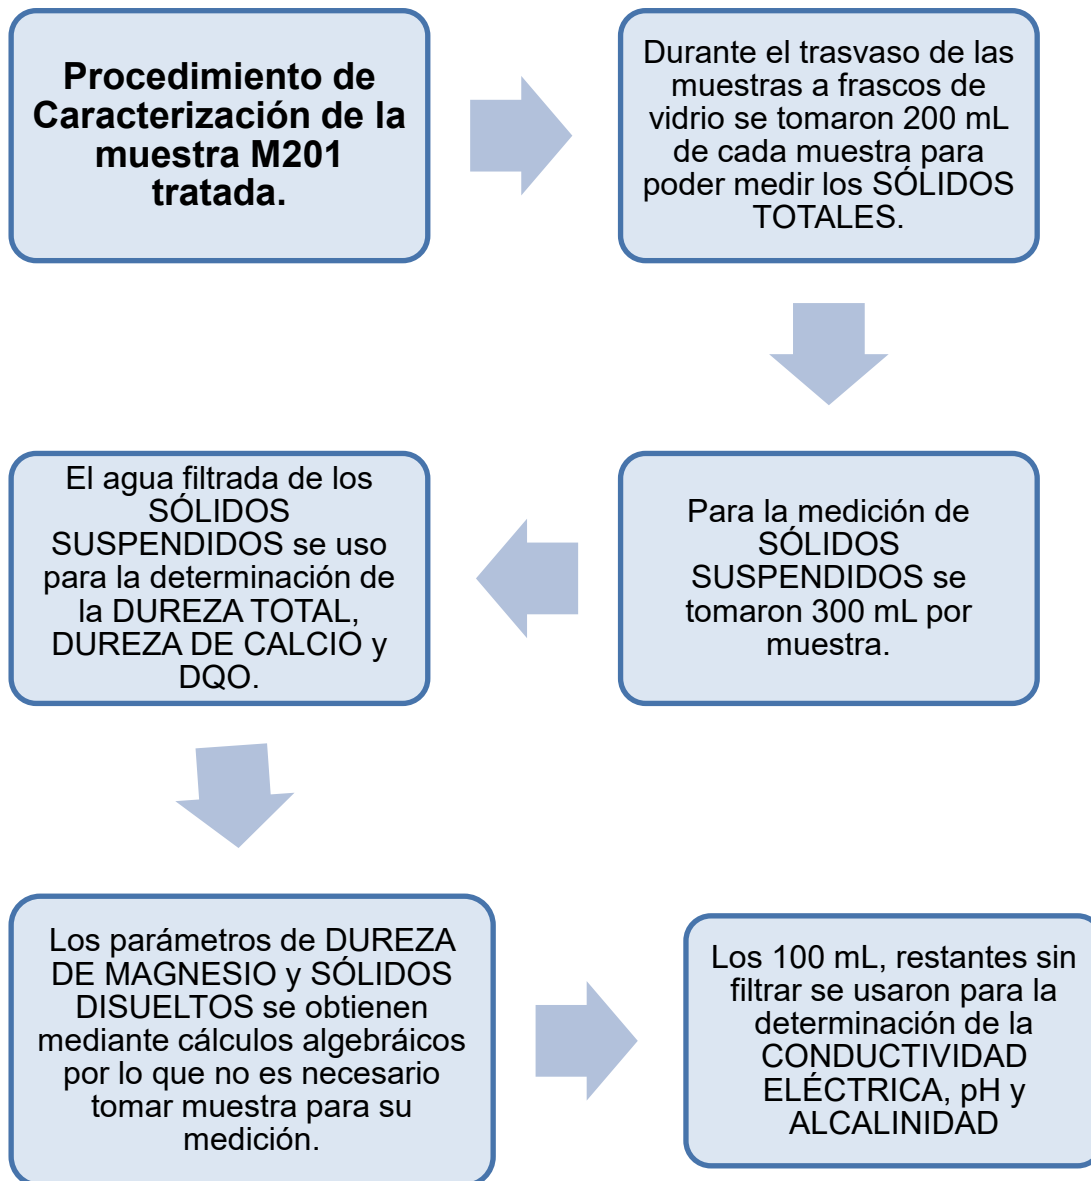 Procedimiento de
Caracterización de la
muestra M201
tratada.
Durante el trasvaso de las
muestras a frascos de
vidrio se tomaron 200 mL
de cada muestra para
poder medir los SÓLIDOS
TOTALES.
Para la medición de
SÓLIDOS
SUSPENDIDOS se
tomaron 300 mL por
muestra.
El agua filtrada de los
SÓLIDOS
SUSPENDIDOS se uso
para la determinación de
la DUREZA TOTAL,
DUREZA DE CALCIO y
DQO.
Los parámetros de DUREZA
DE MAGNESIO y SÓLIDOS
DISUELTOS se obtienen
mediante cálculos algebráicos
por lo que no es necesario
tomar muestra para su
medición.
Los 100 mL, restantes sin
filtrar se usaron para la
determinación de la
CONDUCTIVIDAD
ELÉCTRICA, pH y
ALCALINIDAD